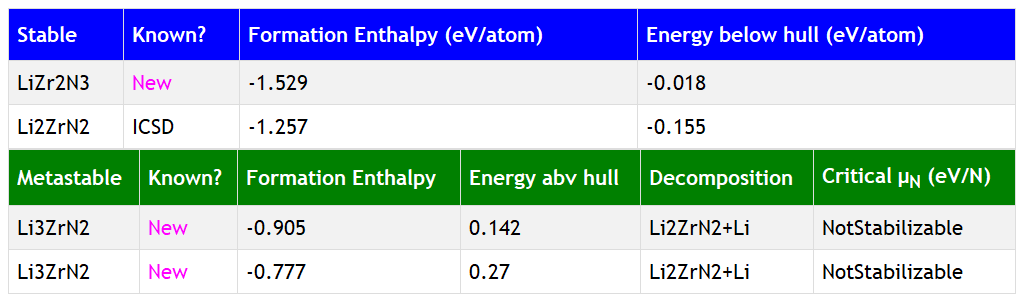 Stable Known? Formation Enthalpy (eV/atom) Energy below hull (eV/atom)
LiZr2N3 New -1.529 -0.018
Li2ZrN2 ICSD -1.257 -0.155
Metastable Known? Formation Enthalpy Energy abv hull Decomposition Critical μN (eV/N)
Li3ZrN2 New -0.905 0.142 Li2ZrN2+Li NotStabilizable
Li3ZrN2 New -0.777 0.27 Li2ZrN2+Li NotStabilizable